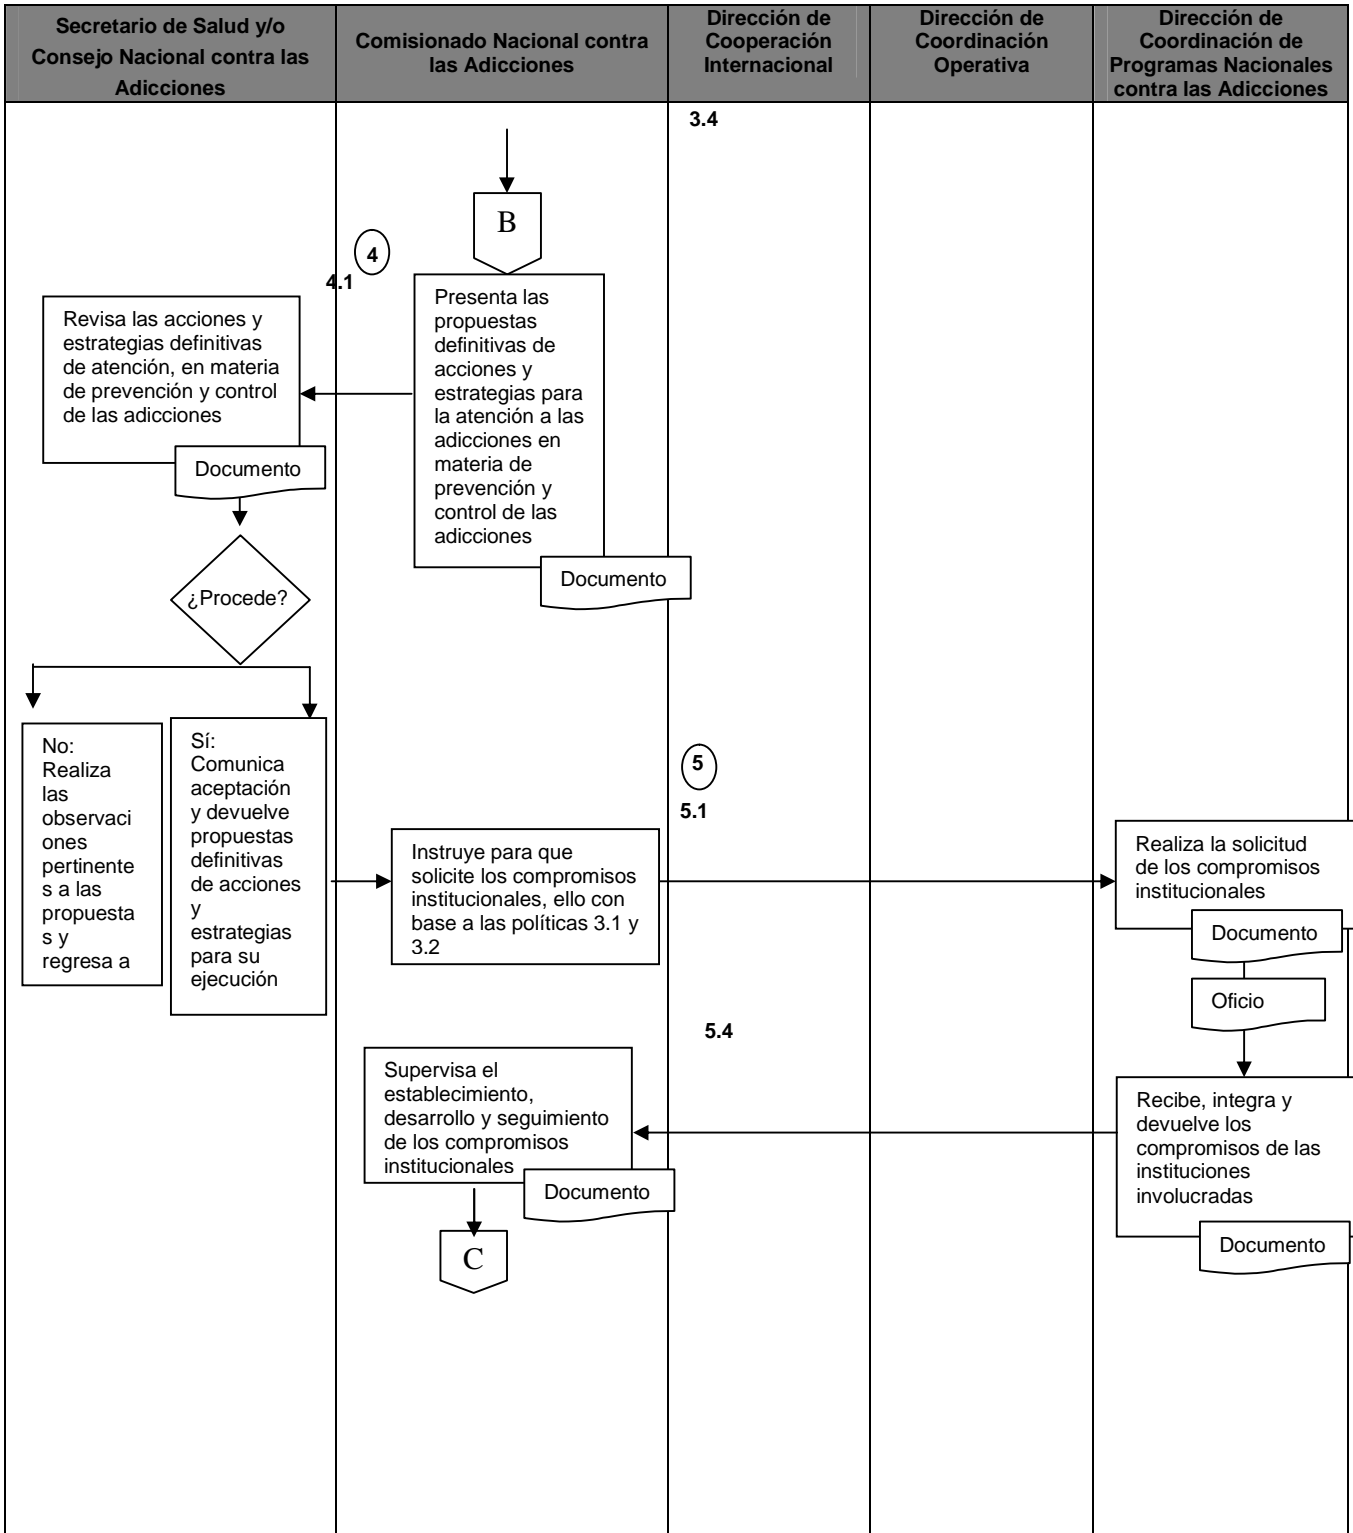 Secretario de Salud y/o
Consejo Nacional contra las
Adicciones
Comisionado Nacional contra
las Adicciones
Dirección de
Cooperación
Internacional
Dirección de
Coordinación
Operativa
Dirección de
Coordinación de
Programas Nacionales
contra las Adicciones
3.4
B
4
4.1
Presenta las
propuestas
definitivas de
acciones y
estrategias para
la atención a las
adicciones en
materia de
prevención y
control de las
adicciones
Documento
Revisa las acciones y
estrategias definitivas
de atención, en materia
de prevención y control
de las adicciones
Documento
¿Procede?
No:
Realiza
las
observaci
ones
pertinente
s a las
propuesta
s y
regresa a
Sí:
Comunica
aceptación
y devuelve
propuestas
definitivas
de acciones
y
estrategias
para su
ejecución
5
5.1
Instruye para que
solicite los compromisos
institucionales, ello con
base a las políticas 3.1 y
3.2
Realiza la solicitud
de los compromisos
institucionales
Documento
Oficio
5.4
Supervisa el
establecimiento,
desarrollo y seguimiento
de los compromisos
institucionales
Documento
C
Recibe, integra y
devuelve los
compromisos de las
instituciones
involucradas
Documento